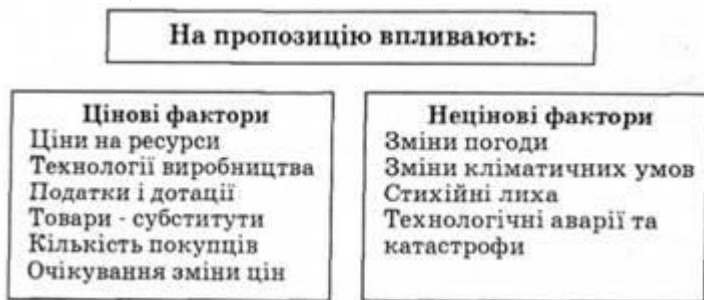 На пропозицію впливають:
Цінові фактори
Ціни на ресурси
Технології виробництва
Податки і дотації
Товари - субститути
Кількість покупців
Очікування зміни цін
Нецінові фактори
Зміни погоди
Зміни кліматичних умов
Стихійні лиха
Технологічні аварії та
катастрофи